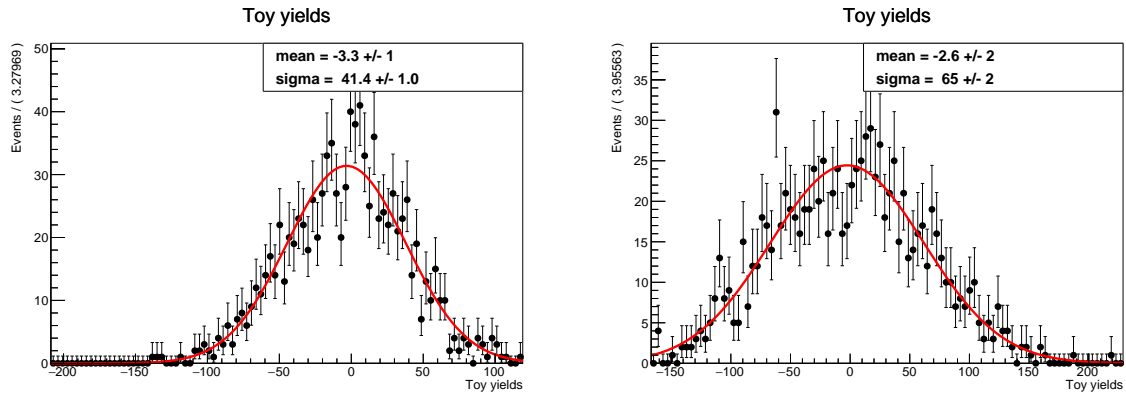 Toy yields
mean = -3.3 +/- 1
sigma =  41.4 +/- 1.0
Events / ( 3.27969 )
50
40
30
20
10
0
−200 −150 −100 −50 0 50 100
Toy yields
Toy yields
mean = -2.6 +/- 2
sigma =  65 +/- 2
Events / ( 3.95563 )
35
30
25
20
15
10
5
0
−150 −100 −50 0 50 100 150 200
Toy yields